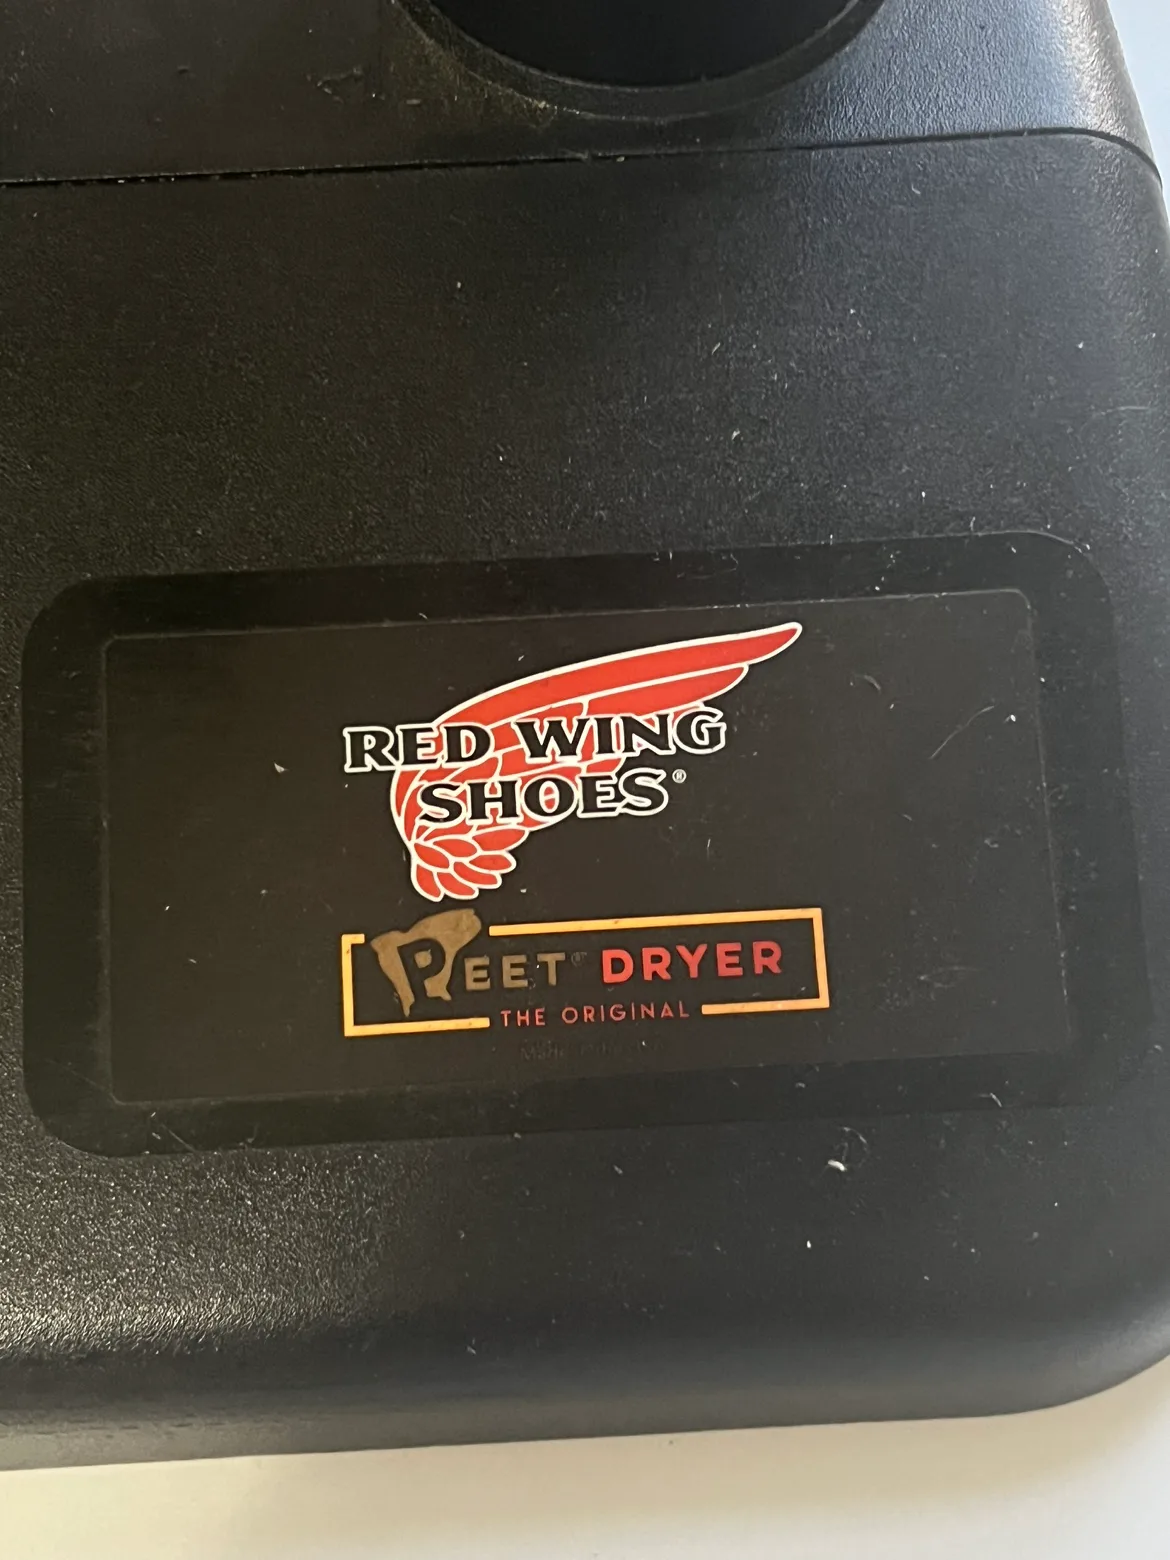 RED WING
SHOES®
PEET® DRYER
THE ORIGINAL